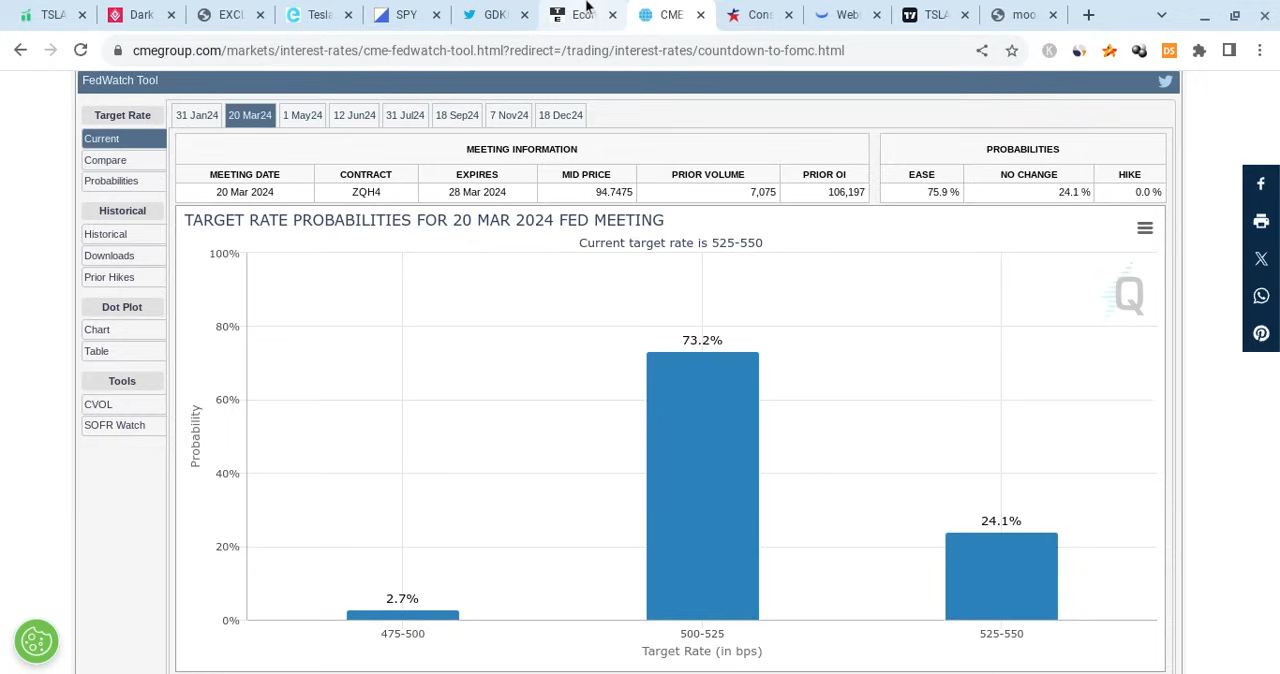 TSLA Dark EXCI Tesla SPY GDKI Econ CME Cons Webi TSLA moo
cmegroup.com/markets/interest-rates/cme-fedwatch-tool.html?redirect=/trading/interest-rates/countdown-to-fomc.html
FedWatch Tool
Target Rate
Current
Compare
Probabilities
Historical
Historical
Downloads
Prior Hikes
Dot Plot
Chart
Table
Tools
CVOL
SOFR Watch
31 Jan24 20 Mar24 1 May24 12 Jun24 31 Jul24 18 Sep24 7 Nov24 18 Dec24
MEETING INFORMATION
MEETING DATE CONTRACT EXPIRES MID PRICE PRIOR VOLUME PRIOR OI
20 Mar 2024 ZQH4 28 Mar 2024 94.7475 7,075 106,197
PROBABILITIES
EASE NO CHANGE HIKE
75.9 % 24.1 % 0.0 %
TARGET RATE PROBABILITIES FOR 20 MAR 2024 FED MEETING
Current target rate is 525-550
Q
Probability
100%
80%
60%
40%
20%
0%
2.7%
73.2%
24.1%
475-500 500-525 525-550
Target Rate (in bps)